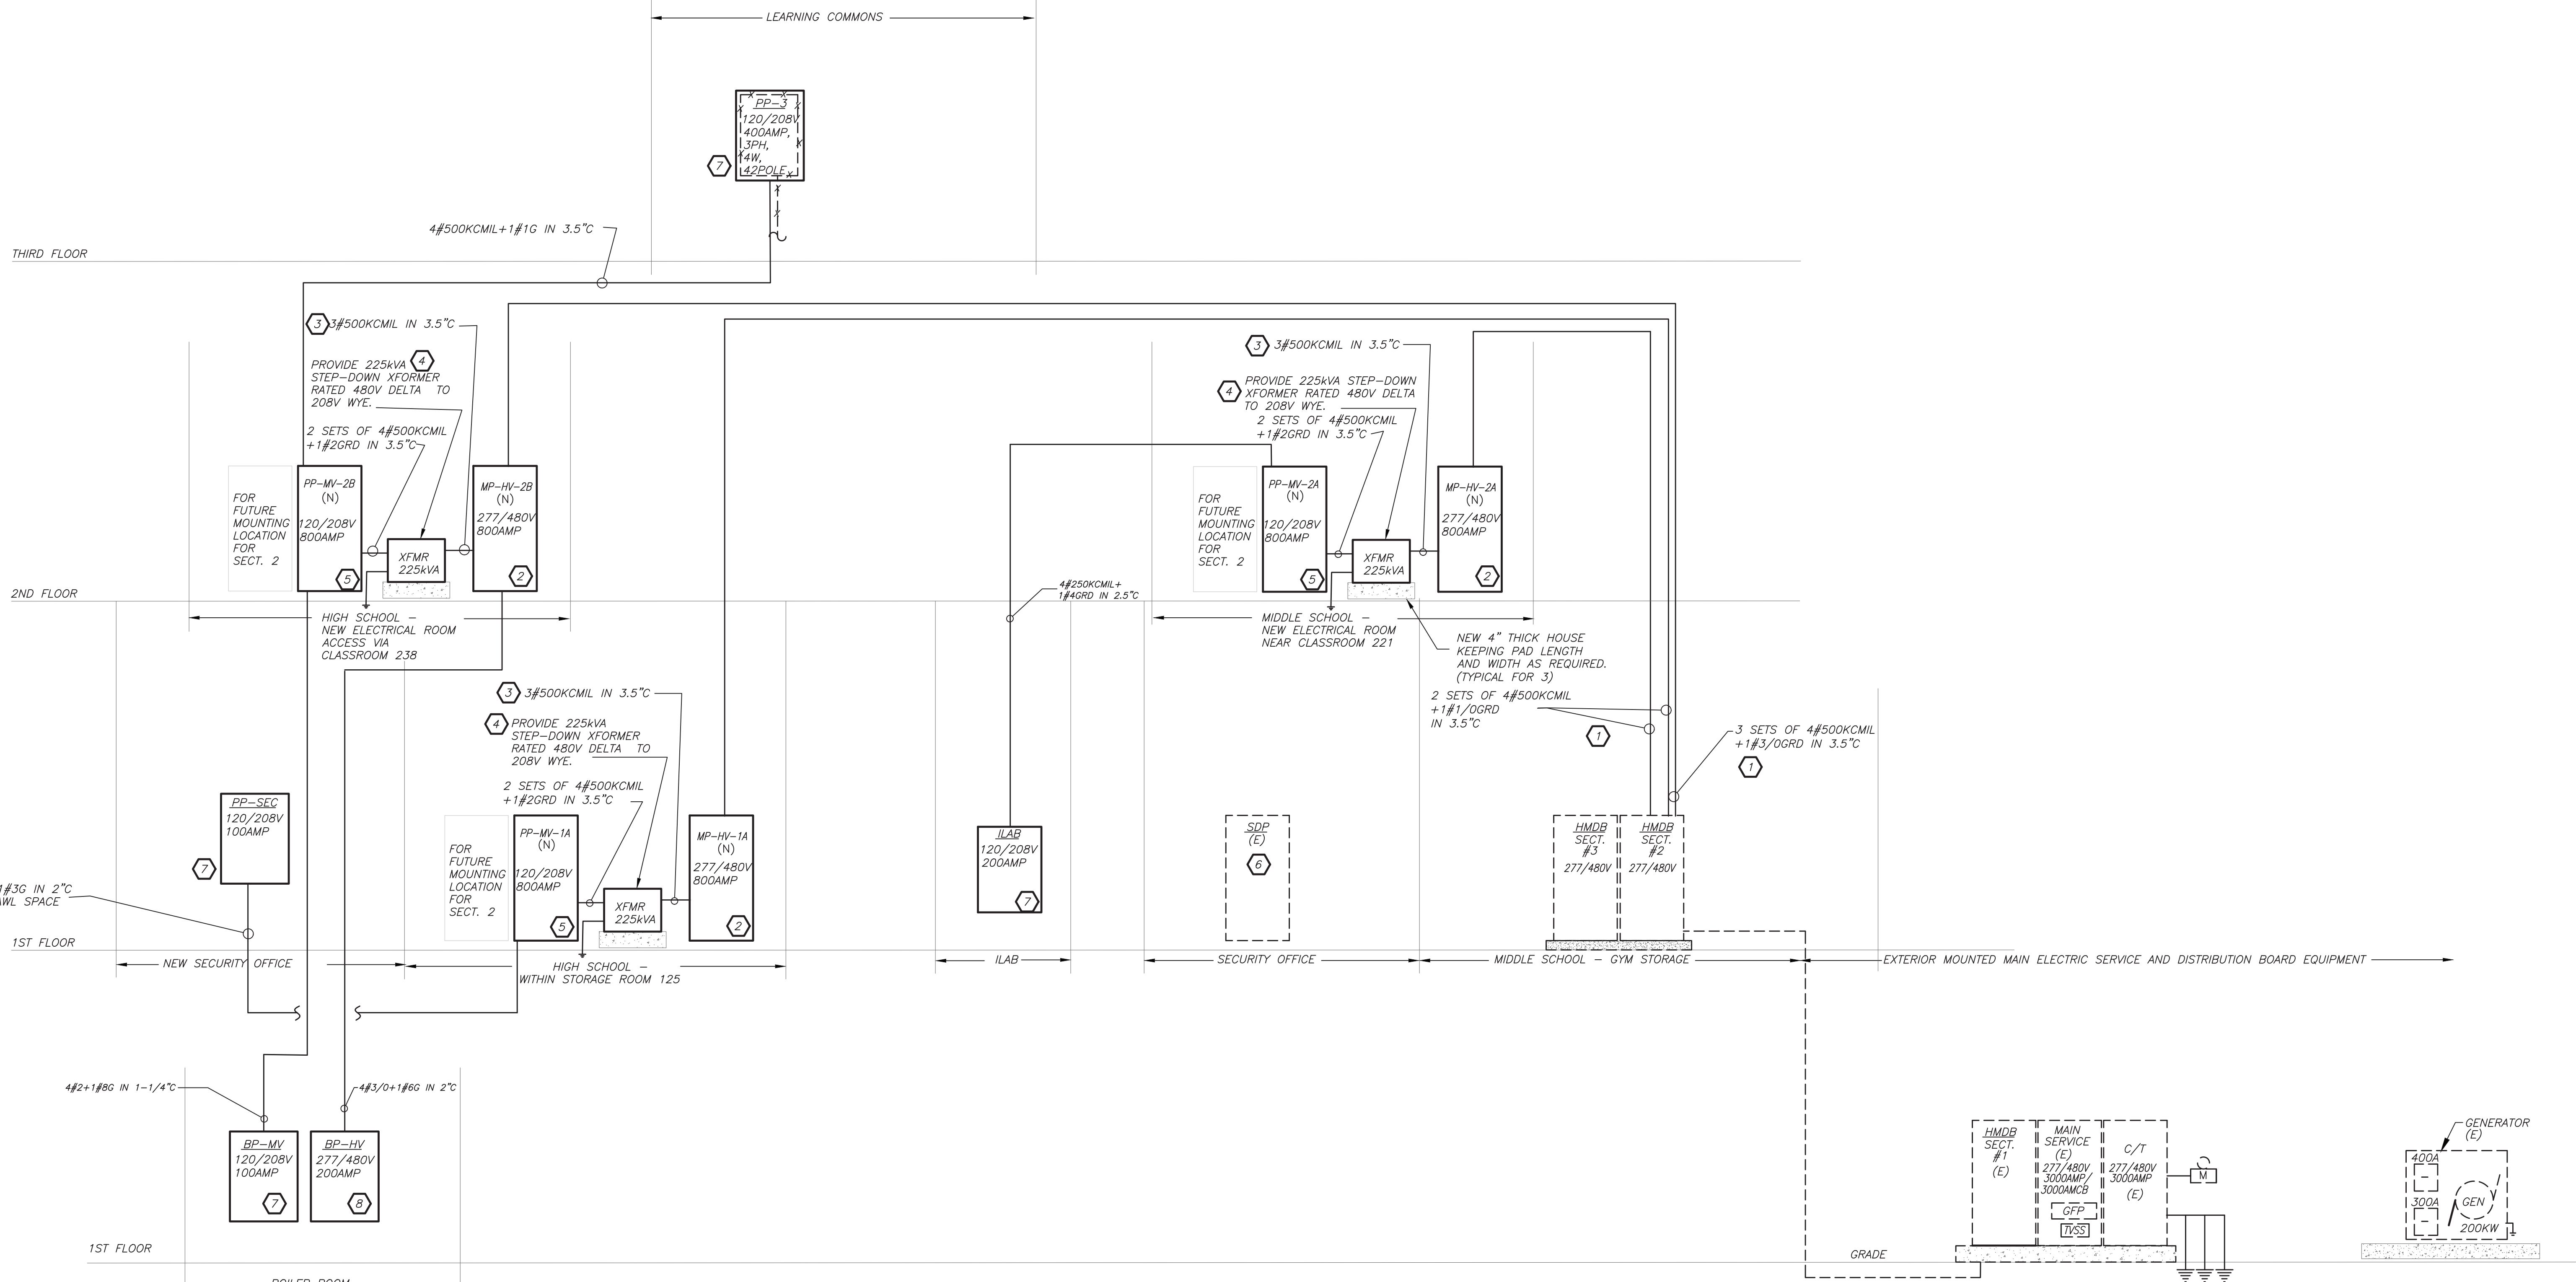 LEARNING COMMONS
PP-3
120/208V
400AMP,
3PH,
4W,
42POLE
7
4#500KCMIL+1#1G IN 3.5"C
THIRD FLOOR
3
3#500KCMIL IN 3.5"C
PROVIDE 225kVA
4
STEP-DOWN XFORMER
RATED 480V DELTA TO
208V WYE.
2 SETS OF 4#500KCMIL
+1#2GRD IN 3.5"C
FOR
FUTURE
MOUNTING
LOCATION
FOR
SECT. 2
PP-MV-2B
(N)
120/208V
800AMP
5
XFMR
225kVA
MP-HV-2B
(N)
277/480V
800AMP
2
3
3#500KCMIL IN 3.5"C
4
PROVIDE 225kVA STEP-DOWN
XFORMER RATED 480V DELTA
TO 208V WYE.
2 SETS OF 4#500KCMIL
+1#2GRD IN 3.5"C
FOR
FUTURE
MOUNTING
LOCATION
FOR
SECT. 2
PP-MV-2A
(N)
120/208V
800AMP
5
XFMR
225kVA
MP-HV-2A
(N)
277/480V
800AMP
2
2ND FLOOR
HIGH SCHOOL -
NEW ELECTRICAL ROOM
ACCESS VIA
CLASSROOM 238
4#250KCMIL+
1#4GRD IN 2.5"C
MIDDLE SCHOOL -
NEW ELECTRICAL ROOM
NEAR CLASSROOM 221
NEW 4" THICK HOUSE
KEEPING PAD LENGTH
AND WIDTH AS REQUIRED.
(TYPICAL FOR 3)
3
3#500KCMIL IN 3.5"C
4
PROVIDE 225kVA
STEP-DOWN XFORMER
RATED 480V DELTA TO
208V WYE.
2 SETS OF 4#500KCMIL
+1#2GRD IN 3.5"C
2 SETS OF 4#500KCMIL
+1#1/0GRD
IN 3.5"C
1
3 SETS OF 4#500KCMIL
+1#3/0GRD IN 3.5"C
1
PP-SEC
120/208V
100AMP
7
1#3G IN 2"C
AWL SPACE
FOR
FUTURE
MOUNTING
LOCATION
FOR
SECT. 2
PP-MV-1A
(N)
120/208V
800AMP
5
XFMR
225kVA
MP-HV-1A
(N)
277/480V
800AMP
2
ILAB
120/208V
200AMP
7
SDP
(E)
6
HMDB
SECT.
#3
277/480V
HMDB
SECT.
#2
277/480V
1ST FLOOR
NEW SECURITY OFFICE
HIGH SCHOOL -
WITHIN STORAGE ROOM 125
ILAB
SECURITY OFFICE
MIDDLE SCHOOL - GYM STORAGE
EXTERIOR MOUNTED MAIN ELECTRIC SERVICE AND DISTRIBUTION BOARD EQUIPMENT
4#2+1#8G IN 1-1/4"C
4#3/0+1#6G IN 2"C
BP-MV
120/208V
100AMP
7
BP-HV
277/480V
200AMP
8
HMDB
SECT.
#1
(E)
MAIN
SERVICE
(E)
277/480V
3000AMP/
3000AMCB
GFP
TVSS
C/T
277/480V
3000AMP
(E)
M
GENERATOR
(E)
400A
300A
GEN
200KW
1ST FLOOR
GRADE
BOILER ROOM